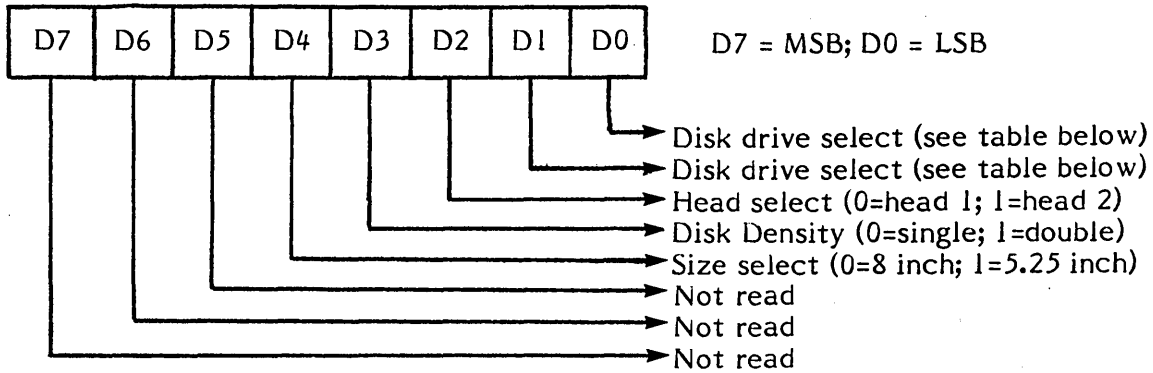 D7 D6 D5 D4 D3 D2 D1 D0 D7 = MSB; D0 = LSB
Disk drive select (see table below)
Disk drive select (see table below)
Head select (0=head 1; 1=head 2)
Disk Density (0=single; 1=double)
Size select (0=8 inch; 1=5.25 inch)
Not read
Not read
Not read